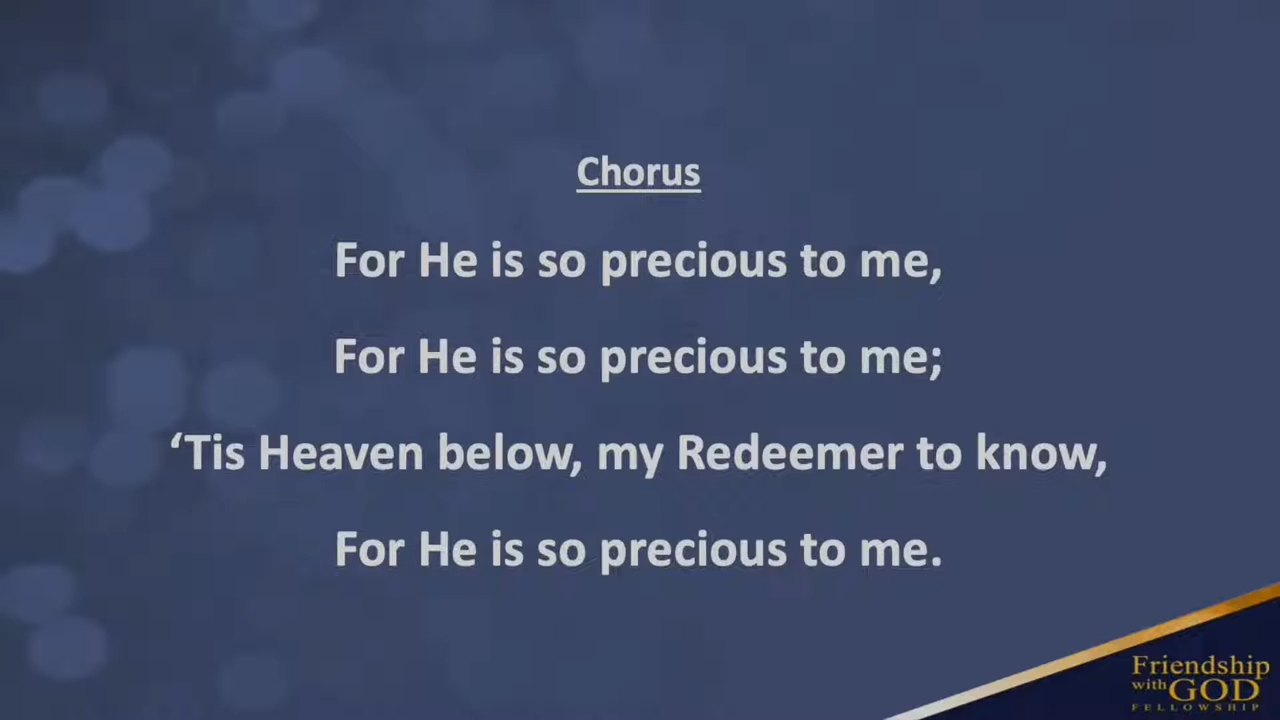 Chorus
For He is so precious to me,
For He is so precious to me;
‘Tis Heaven below, my Redeemer to know,
For He is so precious to me.
Friendship
with GOD
FELLOWSHIP